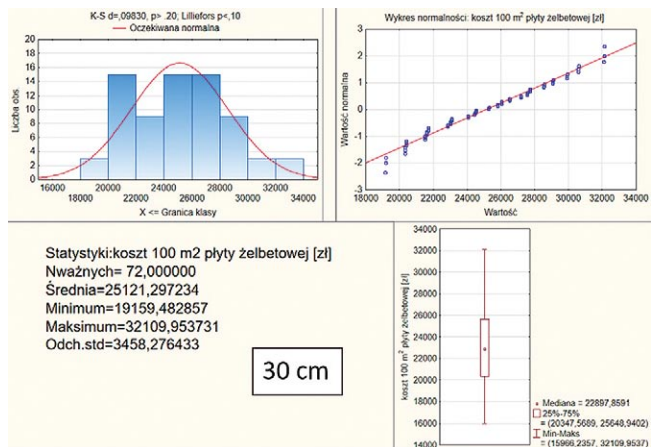 K-S d=,09830, p> .20; Lilliefors p<,10
Oczekiwana normalna
Liczba obs
20
18
16
14
12
10
8
6
4
2
0
16000 20000 24000 28000 32000
18000 22000 26000 30000 34000
X <= Granica klasy
Wykres normalności: koszt 100 m² płyty żelbetowej [zł]
Wartość normalna
3
2
1
0
-1
-2
-3
18000 20000 22000 24000 26000 28000 30000 32000 34000
Wartość
Statystyki:koszt 100 m2 płyty żelbetowej [zł]
Nważnych= 72,000000
Średnia=25121,297234
Minimum=19159,482857
Maksimum=32109,953731
Odch.std=3458,276433
30 cm
koszt 100 m² płyty żelbetowej [zł]
34000
34000
32000
30000
28000
26000
24000
22000
20000
18000
16000
14000
Mediana = 22897,8591
25%-75%
= (20347,5689, 25648,9402)
Min-Maks
= (15966,2357, 32109,9537)